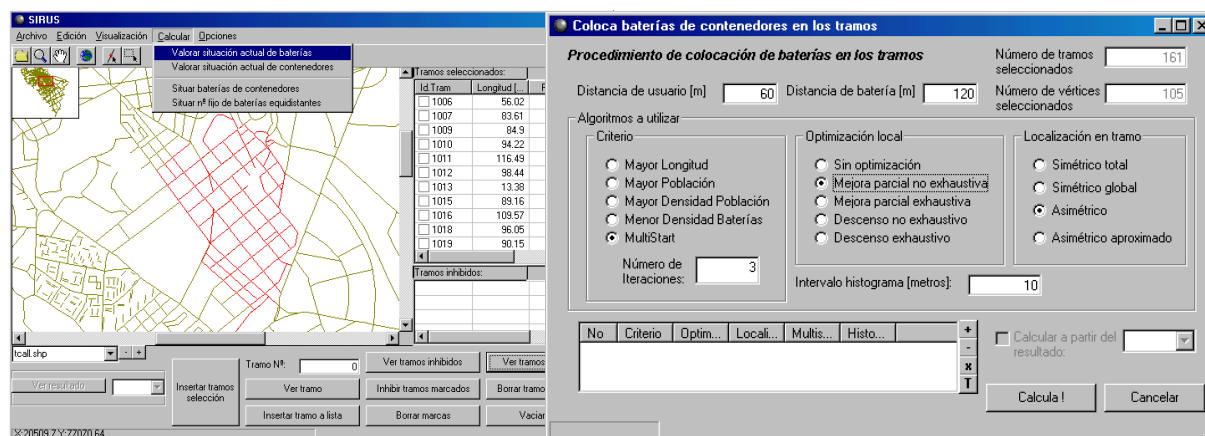 SIRUS
Archivo Edición Visualización Calcular Opciones
Valorar situación actual de baterías
Valorar situación actual de contenedores
Situar baterías de contenedores
Situar nº fijo de baterías equidistantes
Tramos seleccionados:
Id.Tram Longitud [...
1006 56.02
1007 83.61
1009 84.9
1010 94.22
1011 116.49
1012 98.44
1013 13.38
1015 89.16
1016 109.57
1018 96.05
1019 90.15
Tramos inhibidos:
tcall.shp - +
Ver resultado
Insertar tramos selección
Tramo Nº: 0
Ver tramo
Insertar tramo a lista
Ver tramos inhibidos
Inhibir tramos marcados
Borrar marcas
Ver tramos
Borrar tramo
Vaciar
X:20509.7 Y:77070.64
Coloca baterías de contenedores en los tramos
Procedimiento de colocación de baterías en los tramos
Número de tramos seleccionados 161
Distancia de usuario [m] 60 Distancia de batería [m] 120
Número de vértices seleccionados 105
Algoritmos a utilizar
Criterio
Mayor Longitud
Mayor Población
Mayor Densidad Población
Menor Densidad Baterías
MultiStart
Número de Iteraciones: 3
Optimización local
Sin optimización
Mejora parcial no exhaustiva
Mejora parcial exhaustiva
Descenso no exhaustivo
Descenso exhaustivo
Localización en tramo
Simétrico total
Simétrico global
Asimétrico
Asimétrico aproximado
Intervalo histograma [metros]: 10
No Criterio Optim... Locali... Multis... Histo...
+
-
x
T
Calcular a partir del resultado:
Calcula !
Cancelar